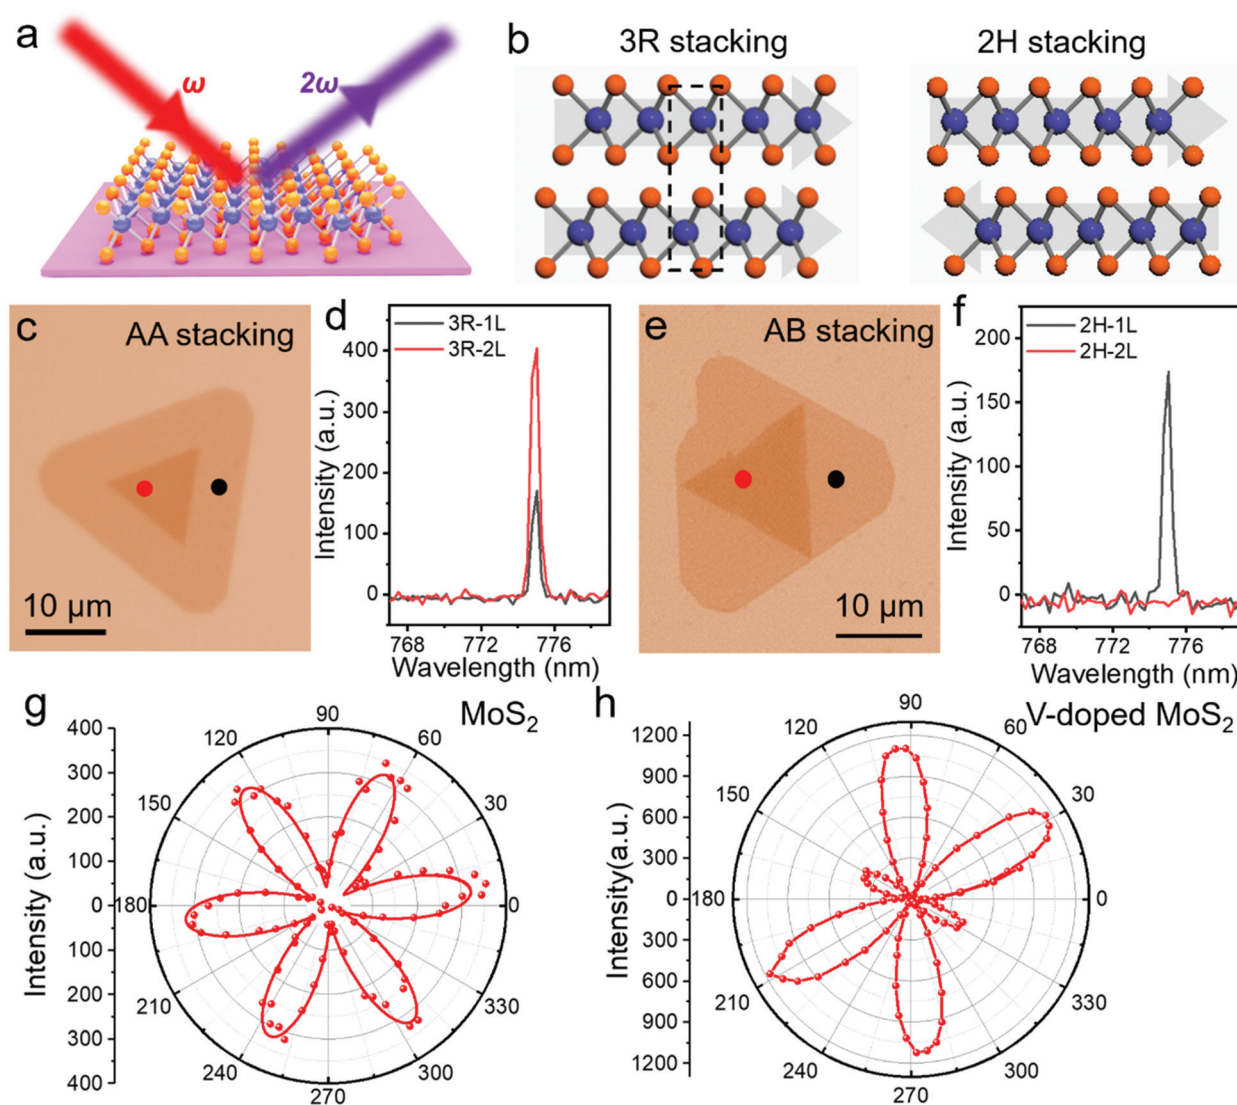 a
ω
2ω
b
3R stacking
2H stacking
c
AA stacking
10 μm
d
3R-1L
3R-2L
400
300
200
100
0
Intensity (a.u.)
768
772
776
Wavelength (nm)
e
AB stacking
10 μm
f
2H-1L
2H-2L
200
150
100
50
0
Intensity (a.u.)
768
772
776
Wavelength (nm)
g
MoS2
400
300
200
100
0
100
200
300
400
Intensity (a.u.)
90
60
30
0
330
300
270
240
210
180
150
120
h
V-doped MoS2
1200
900
600
300
0
300
600
900
1200
Intensity(a.u.)
90
60
30
0
330
300
270
240
210
180
150
120